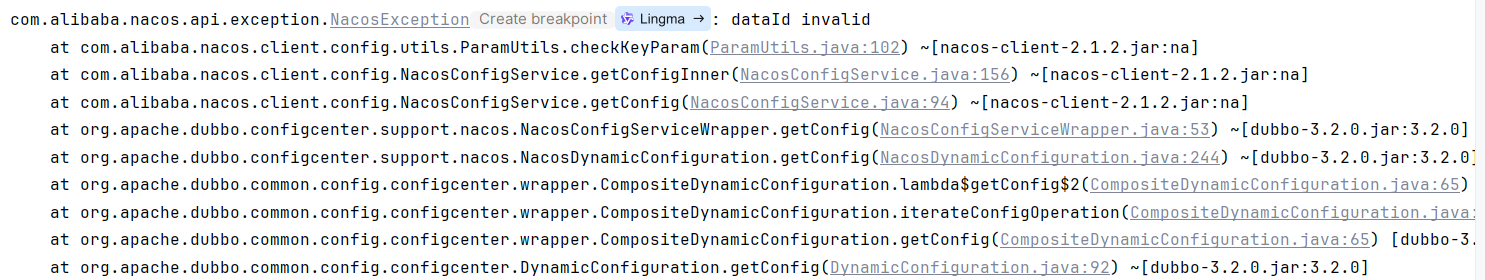 com.alibaba.nacos.api.exception.NacosException Create breakpoint Lingma → : dataId invalid
at com.alibaba.nacos.client.config.utils.ParamUtils.checkKeyParam(ParamUtils.java:102) ~[nacos-client-2.1.2.jar:na]
at com.alibaba.nacos.client.config.NacosConfigService.getConfigInner(NacosConfigService.java:156) ~[nacos-client-2.1.2.jar:na]
at com.alibaba.nacos.client.config.NacosConfigService.getConfig(NacosConfigService.java:94) ~[nacos-client-2.1.2.jar:na]
at org.apache.dubbo.configcenter.support.nacos.NacosConfigServiceWrapper.getConfig(NacosConfigServiceWrapper.java:53) ~[dubbo-3.2.0.jar:3.2.0]
at org.apache.dubbo.configcenter.support.nacos.NacosDynamicConfiguration.getConfig(NacosDynamicConfiguration.java:244) ~[dubbo-3.2.0.jar:3.2.0]
at org.apache.dubbo.common.config.configcenter.wrapper.CompositeDynamicConfiguration.lambda$getConfig$2(CompositeDynamicConfiguration.java:65)
at org.apache.dubbo.common.config.configcenter.wrapper.CompositeDynamicConfiguration.iterateConfigOperation(CompositeDynamicConfiguration.java:
at org.apache.dubbo.common.config.configcenter.wrapper.CompositeDynamicConfiguration.getConfig(CompositeDynamicConfiguration.java:65) [dubbo-3.
at org.apache.dubbo.common.config.configcenter.DynamicConfiguration.getConfig(DynamicConfiguration.java:92) ~[dubbo-3.2.0.jar:3.2.0]